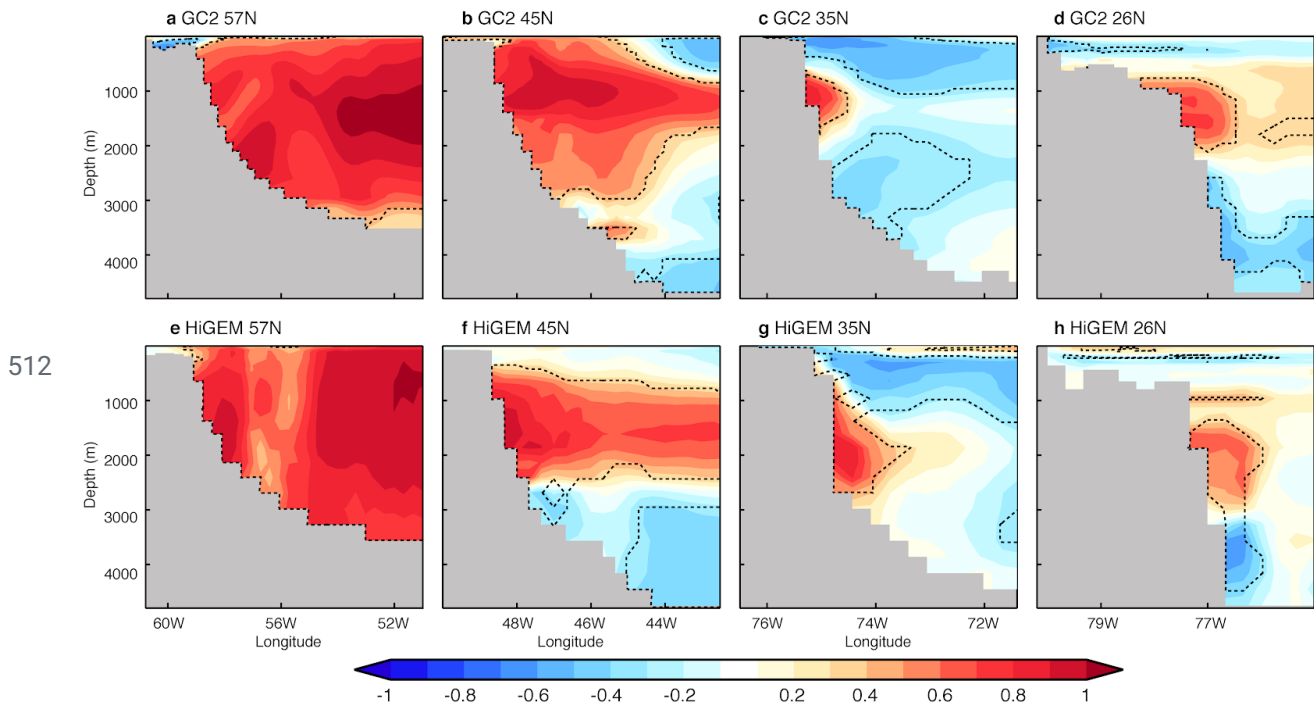 a GC2 57N
b GC2 45N
c GC2 35N
d GC2 26N
Depth (m)
1000
2000
3000
4000
512
e HiGEM 57N
f HiGEM 45N
g HiGEM 35N
h HiGEM 26N
Depth (m)
1000
2000
3000
4000
60W 56W 52W
48W 46W 44W
76W 74W 72W
79W 77W
Longitude
Longitude
Longitude
-1 -0.8 -0.6 -0.4 -0.2 0.2 0.4 0.6 0.8 1